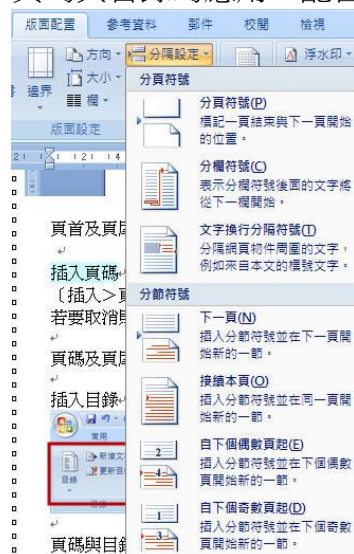 版面配置 參考資料 郵件 校閱 檢視
方向 分隔設定 浮水印
大小
邊界 欄
版面設定
分頁符號
分頁符號(P)
標記一頁結束與下一頁開始
的位置。
分欄符號(C)
表示分欄符號後面的文字將
從下一欄開始。
文字換行分隔符號(T)
分隔網頁物件周圍的文字，
例如來自本文的標號文字。
分節符號
下一頁(N)
插入分節符號並在下一頁開
始新的一節。
接續本頁(O)
插入分節符號並在同一頁開
始新的一節。
自下個偶數頁起(E)
插入分節符號並在下個偶數
頁開始新的一節。
自下個奇數頁起(D)
插入分節符號並在下個奇數
頁開始新的一節。
頁首及頁
插入頁碼
〔插入>
若要取消
頁碼及頁
插入目錄
常用
新增文
更新目
目錄
頁碼與目錄